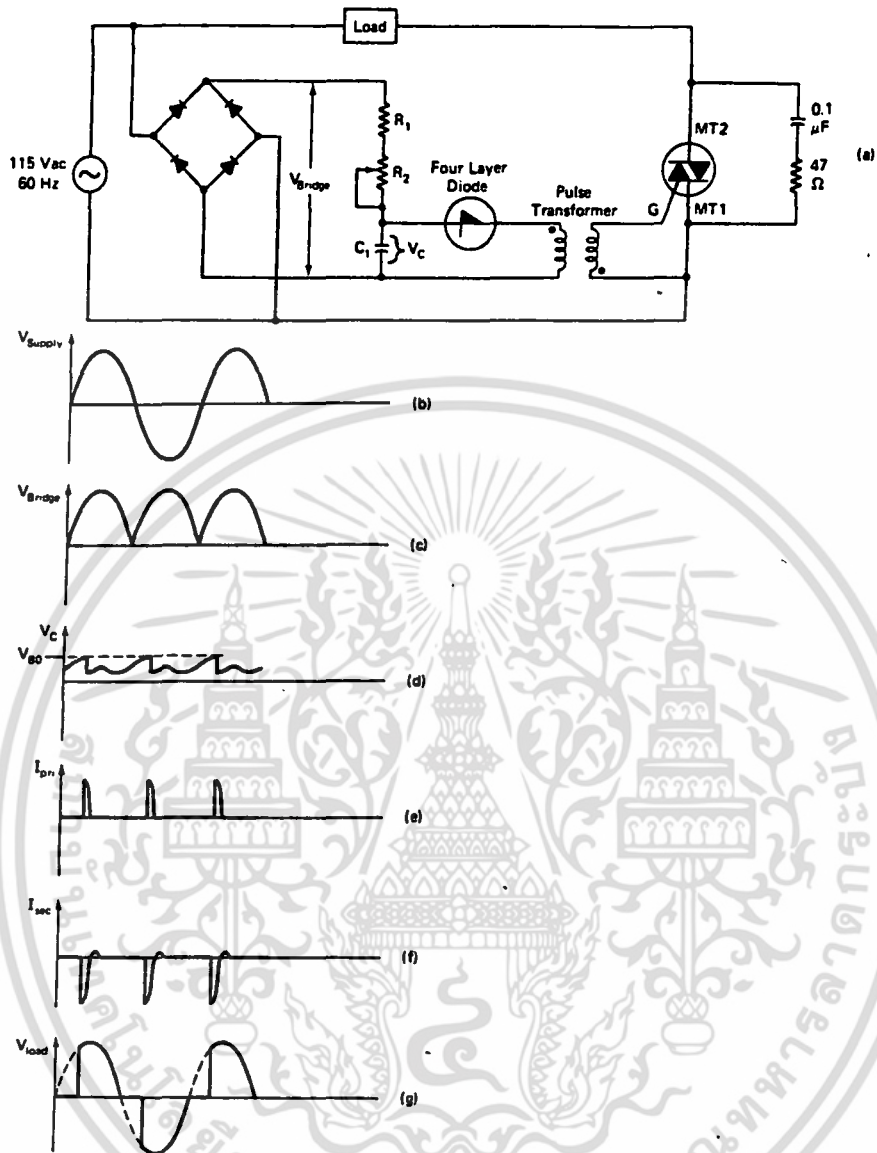 Load
115 Vac
60 Hz
V_Bridge
R₁
R₂
C₁
V_C
Four Layer
Diode
Pulse
Transformer
G
MT2
MT1
0.1
μF
47
Ω
(a)
V_Supply
(b)
V_Bridge
(c)
V_C
V_BO
(d)
I_pri
(e)
I_sec
(f)
V_load
(g)